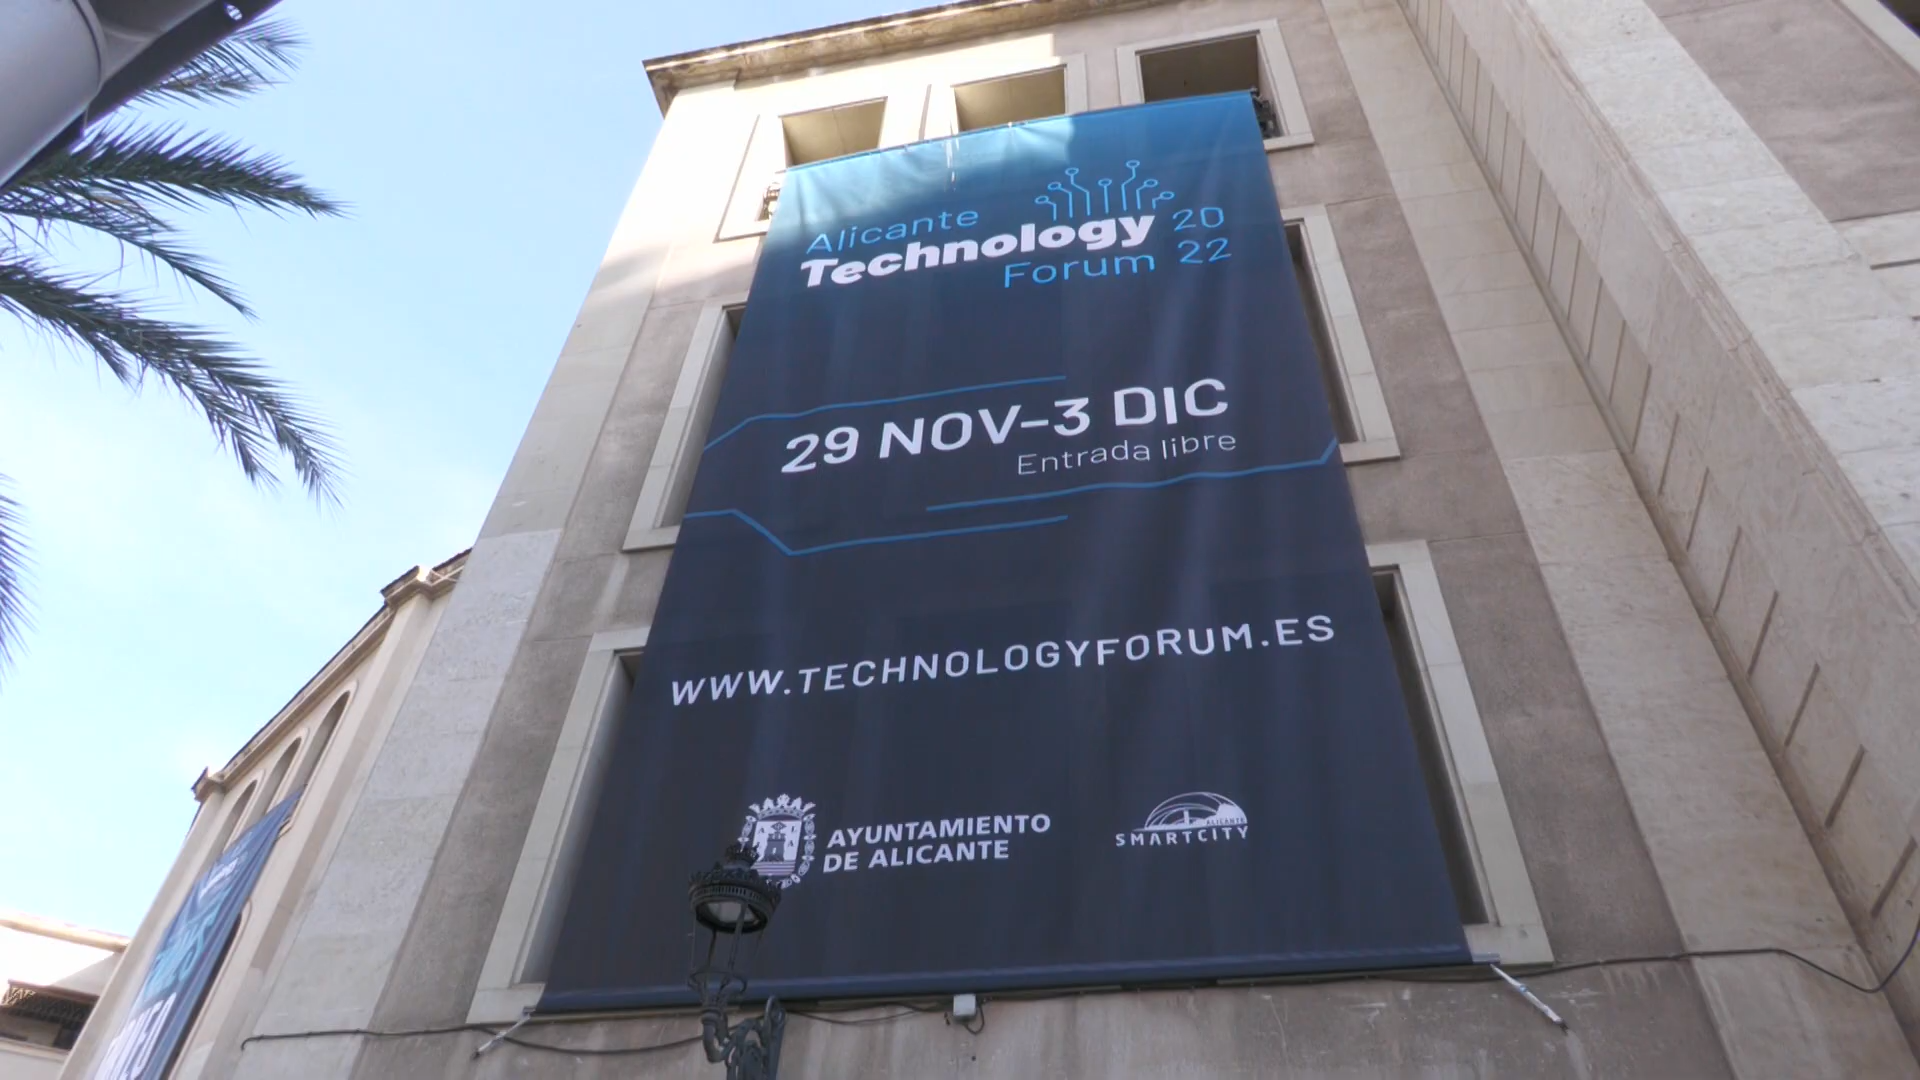 Alicante
Technology
Forum
20
22
29 NOV–3 DIC
Entrada libre
WWW.TECHNOLOGYFORUM.ES
AYUNTAMIENTO
DE ALICANTE
ALICANTE
SMARTCITY